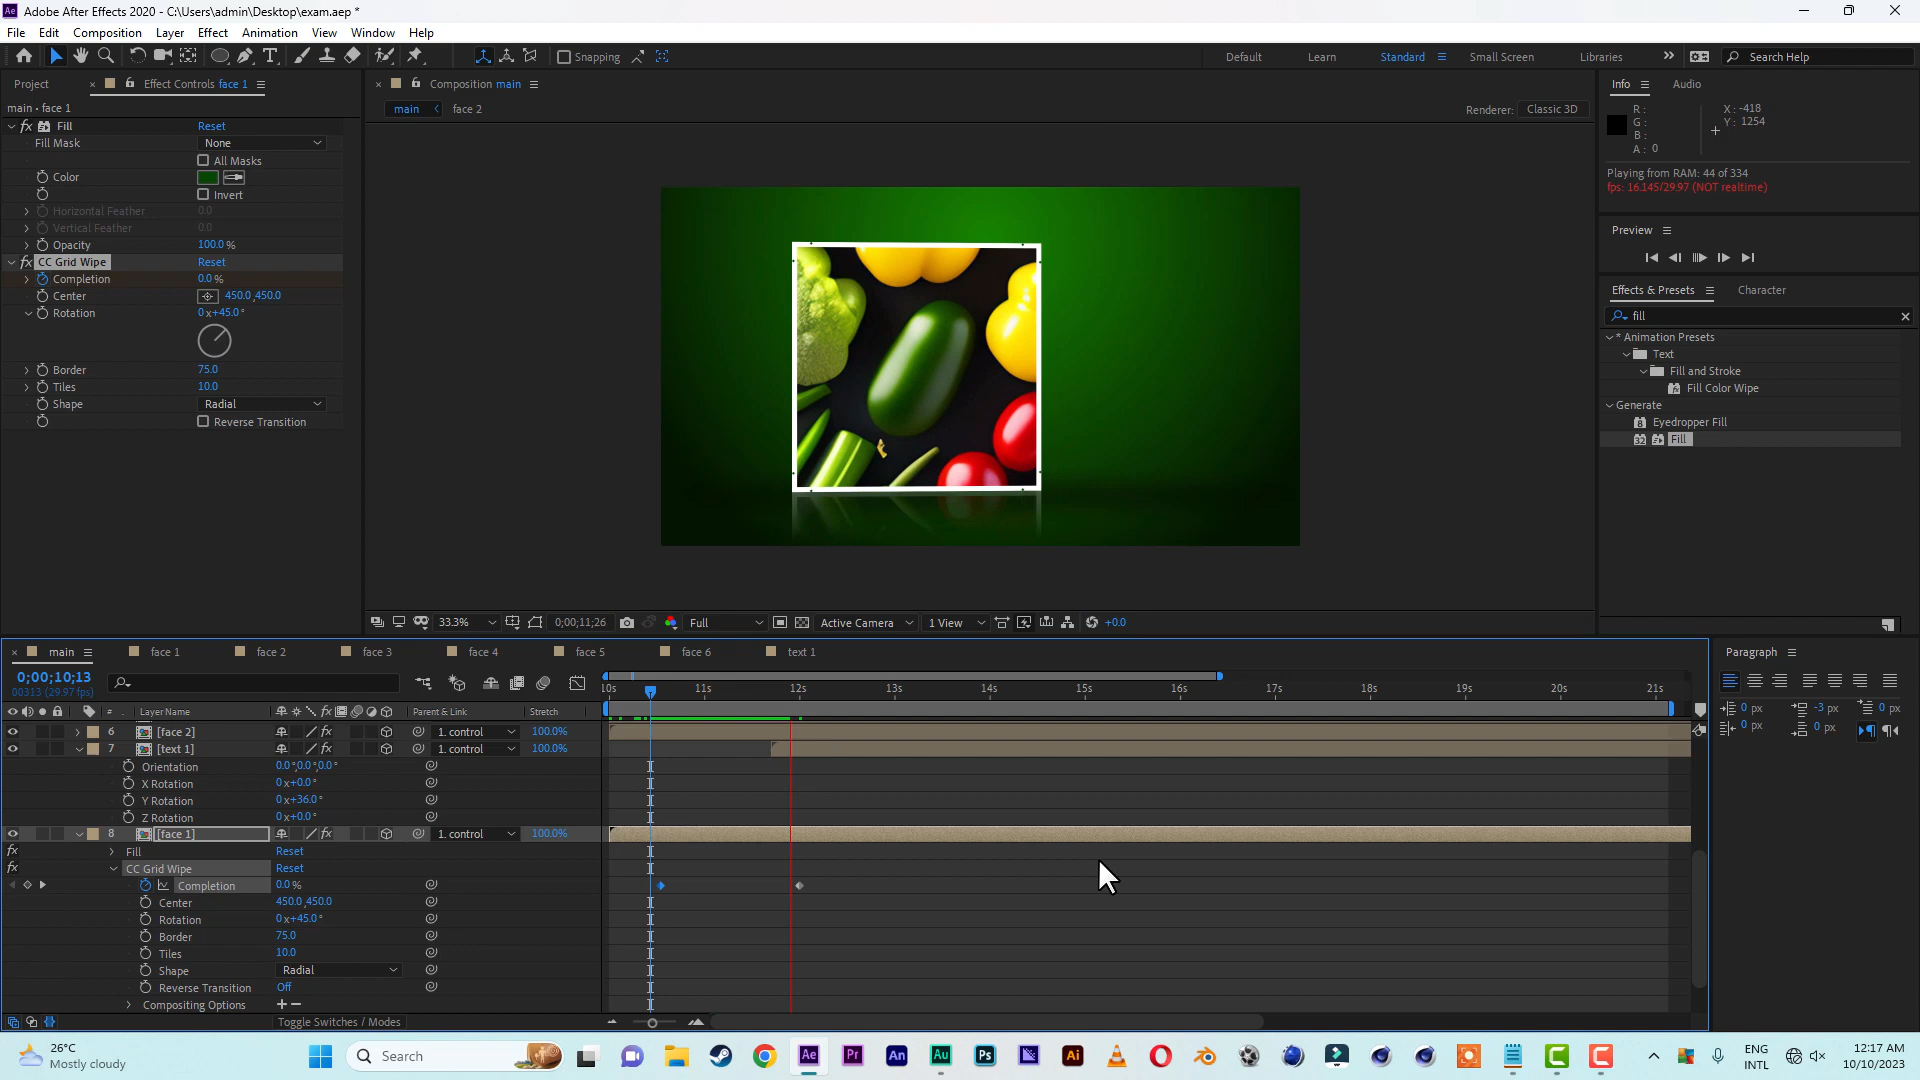 Adobe After Effects 2020 - C:\Users\admin\Desktop\exam.aep *
File Edit Composition Layer Effect Animation View Window Help
Snapping
Default Learn Standard Small Screen Libraries Search Help
Project Effect Controls face 1
main • face 1
Fill Reset
Fill Mask None
All Masks
Color
Invert
Horizontal Feather 0.0
Vertical Feather 0.0
Opacity 100.0 %
CC Grid Wipe Reset
Completion 0.0 %
Center 450.0 ,450.0
Rotation 0 x+45.0 °
Border 75.0
Tiles 10.0
Shape Radial
Reverse Transition
Composition main
main face 2
Renderer: Classic 3D
33.3% 0;00;11;26 Full Active Camera 1 View +0.0
Info Audio
R :
G :
B :
A : 0
X : -418
Y : 1254
Playing from RAM: 44 of 334
fps: 16.145/29.97 (NOT realtime)
Preview
Effects & Presets Character
fill
* Animation Presets
Text
Fill and Stroke
Fill Color Wipe
Generate
Eyedropper Fill
Fill
main face 1 face 2 face 3 face 4 face 5 face 6 text 1
0;00;10;13
00313 (29.97 fps)
10s 11s 12s 13s 14s 15s 16s 17s 18s 19s 20s 21s
# Layer Name Parent & Link Stretch
6 [face 2] 1. control 100.0%
7 [text 1] 1. control 100.0%
Orientation 0.0 °,0.0 °,0.0 °
X Rotation 0 x+0.0 °
Y Rotation 0 x+36.0 °
Z Rotation 0 x+0.0 °
8 [face 1] 1. control 100.0%
Fill Reset
CC Grid Wipe Reset
Completion 0.0 %
Center 450.0 ,450.0
Rotation 0 x+45.0 °
Border 75.0
Tiles 10.0
Shape Radial
Reverse Transition Off
Compositing Options + –
Toggle Switches / Modes
Paragraph
0 px -3 px 0 px
0 px 0 px
26°C
Mostly cloudy
Search
Ae Pr An Au Ps Ai
ENG
INTL
12:17 AM
10/10/2023